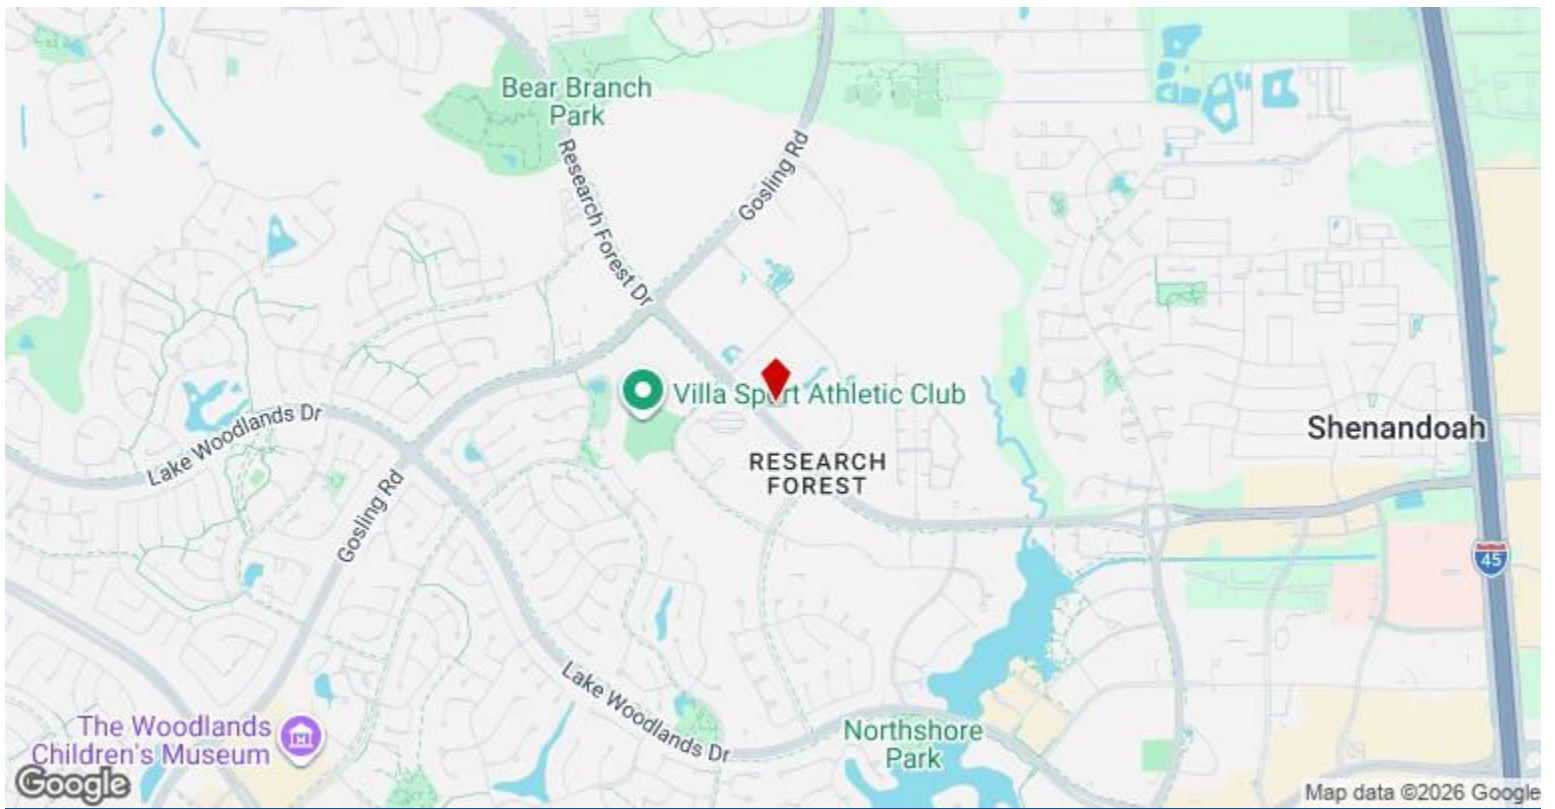 Bear Branch
Park
Gosling Rd
Research Forest Dr
Villa Sport Athletic Club
Lake Woodlands Dr
Shenandoah
RESEARCH
FOREST
Gosling Rd
45
Lake Woodlands Dr
The Woodlands
Children's Museum
Northshore
Park
Google
Map data ©2026 Google